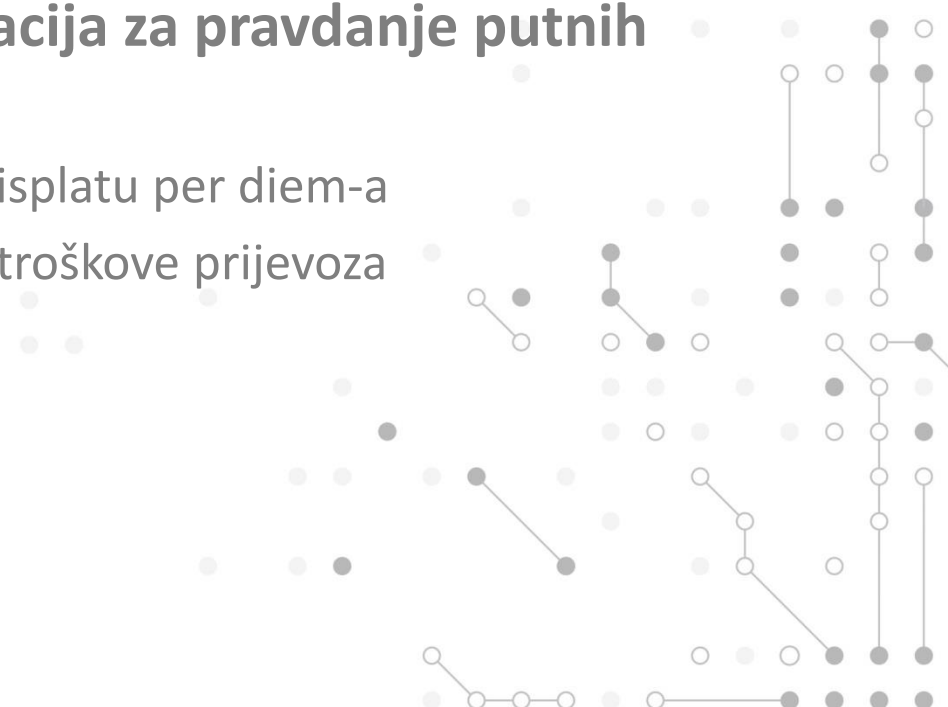 acija za pravdanje putnih
isplatu per diem-a
troškove prijevoza